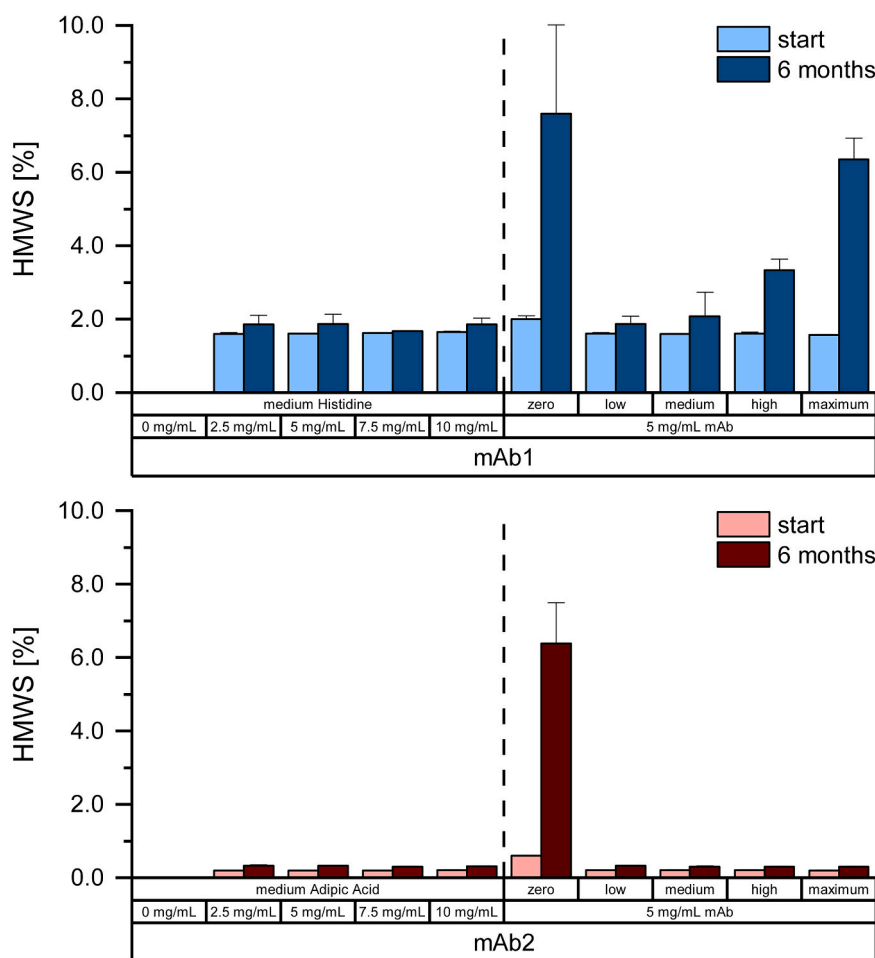 10.0
8.0
6.0
4.0
2.0
0.0
HMWS [%]
start
6 months
medium Histidine
zero
low
medium
high
maximum
0 mg/mL
2.5 mg/mL
5 mg/mL
7.5 mg/mL
10 mg/mL
5 mg/mL mAb
mAb1
10.0
8.0
6.0
4.0
2.0
0.0
HMWS [%]
start
6 months
medium Adipic Acid
zero
low
medium
high
maximum
0 mg/mL
2.5 mg/mL
5 mg/mL
7.5 mg/mL
10 mg/mL
5 mg/mL mAb
mAb2